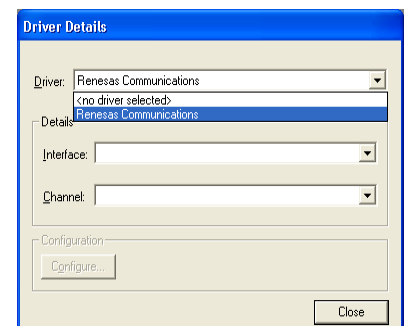 Driver Details
Driver: Renesas Communications
<no driver selected>
Renesas Communications
Details
Interface:
Channel:
Configuration
Configure...
Close